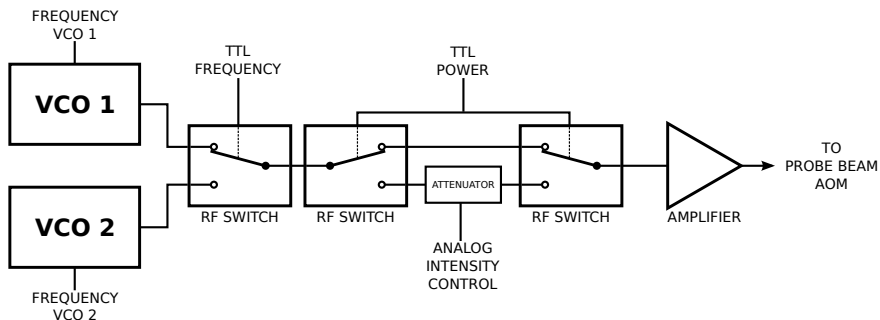 FREQUENCY
VCO 1
VCO 1
TTL
FREQUENCY
TTL
POWER
VCO 2
FREQUENCY
VCO 2
RF SWITCH
RF SWITCH
ATTENUATOR
ANALOG
INTENSITY
CONTROL
RF SWITCH
AMPLIFIER
TO
PROBE BEAM
AOM